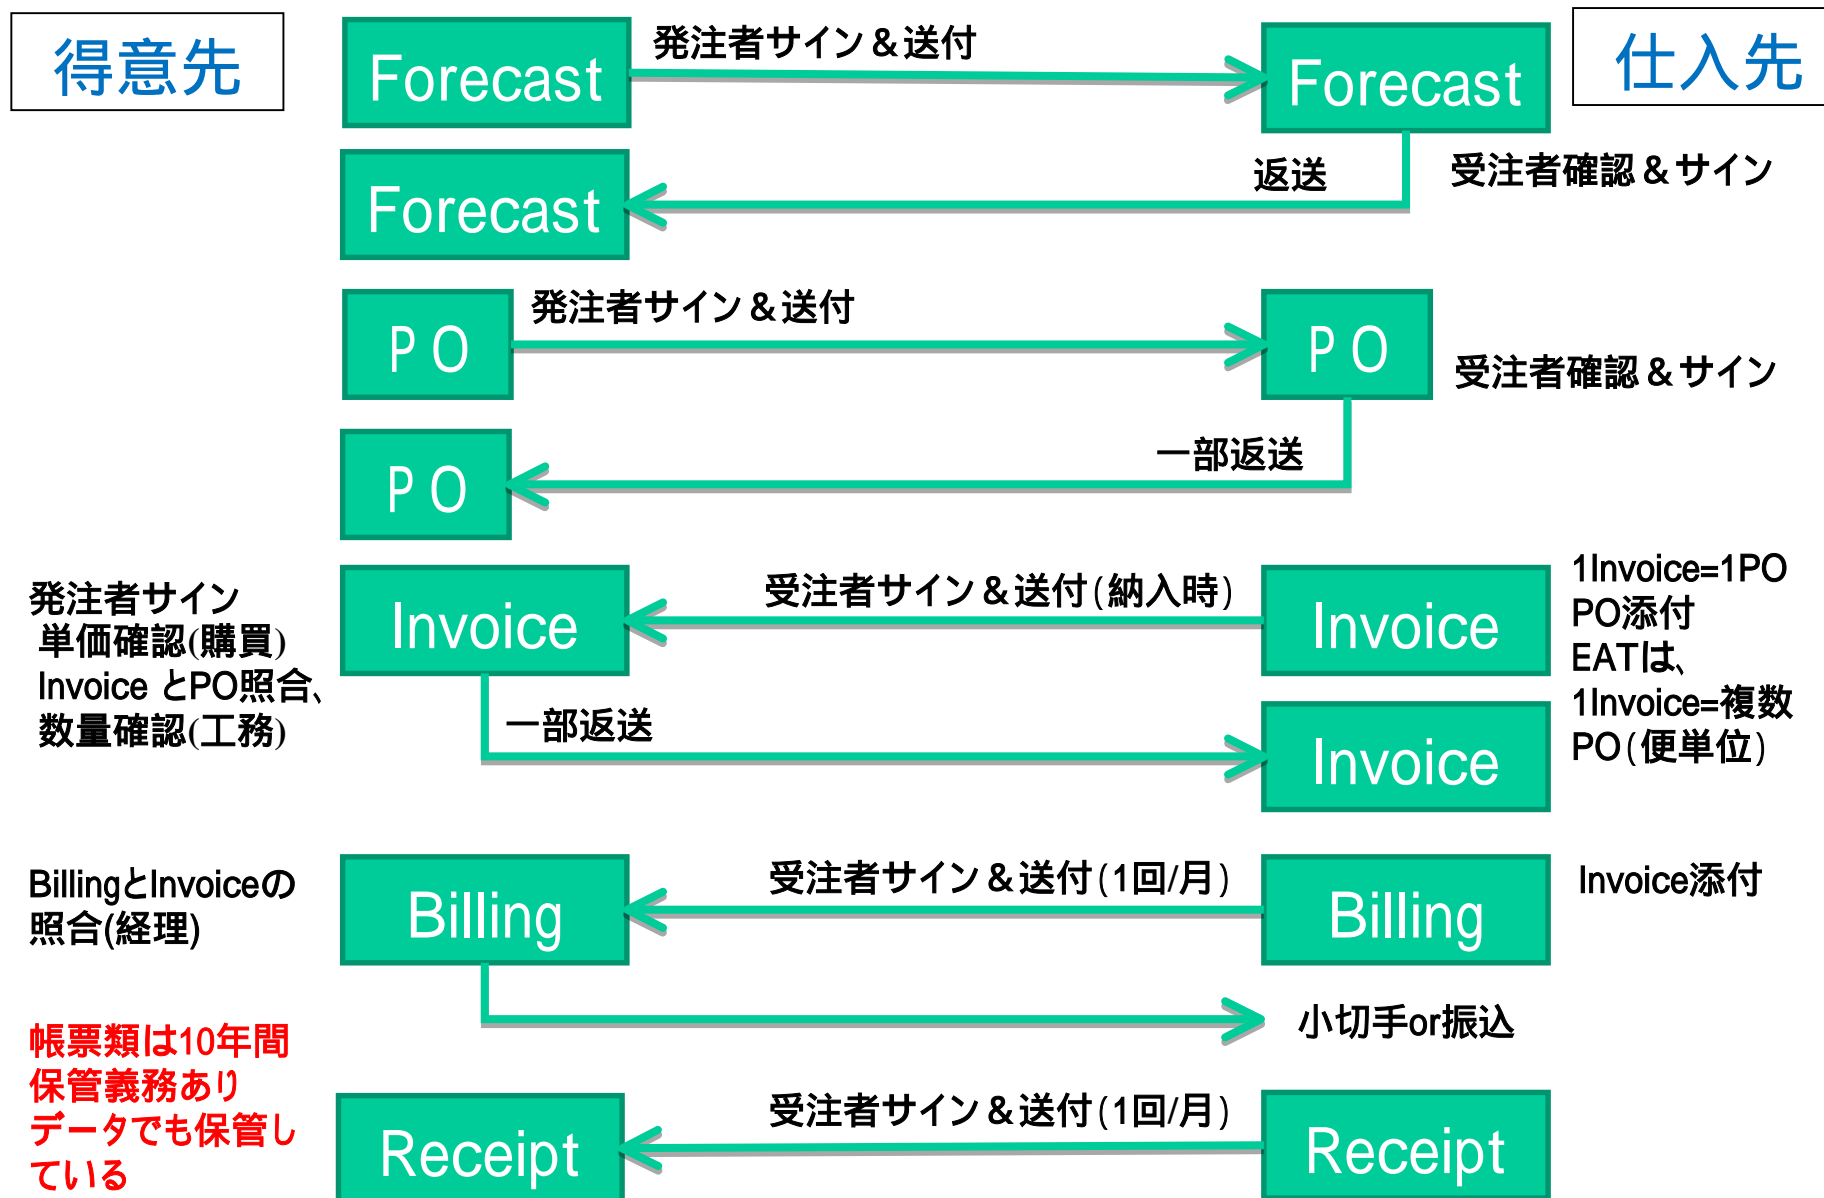 得意先
Forecast
発注者サイン＆送付
Forecast
仕入先
Forecast
返送
受注者確認＆サイン
ＰＯ
発注者サイン＆送付
ＰＯ
受注者確認＆サイン
ＰＯ
一部返送
発注者サイン
単価確認(購買)
Invoice とPO照合、
数量確認(工務)
Invoice
受注者サイン＆送付(納入時)
Invoice
1Invoice=1PO
PO添付
EATは、
1Invoice=複数
PO(便単位)
一部返送
Invoice
BillingとInvoiceの
照合(経理)
Billing
受注者サイン＆送付(1回/月)
Billing
Invoice添付
小切手or振込
帳票類は10年間
保管義務あり
データでも保管し
ている
Receipt
受注者サイン＆送付(1回/月)
Receipt